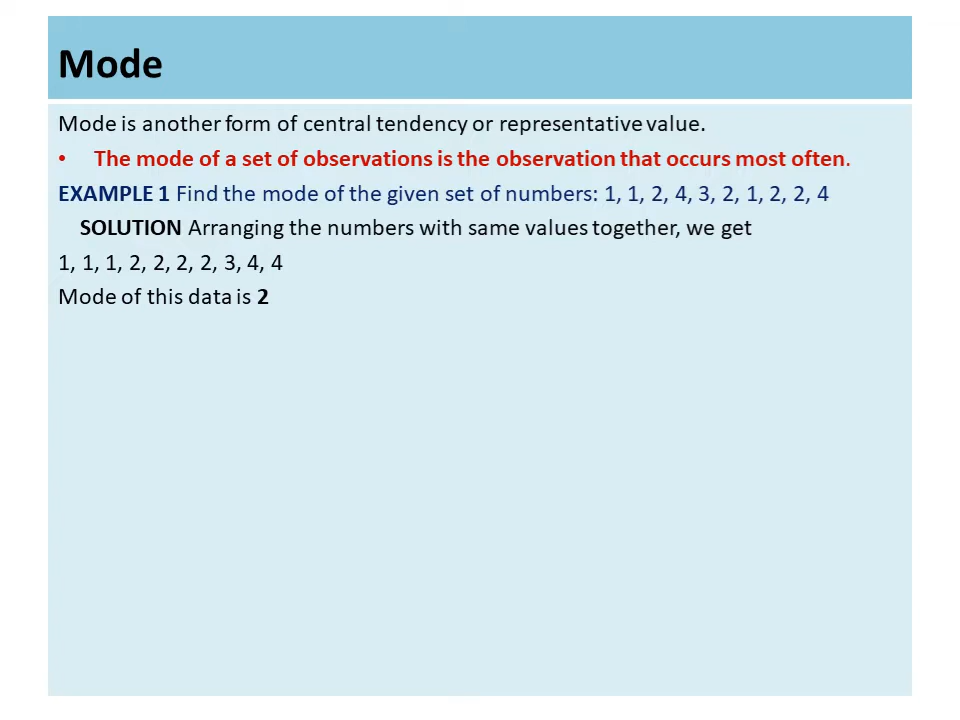 Mode
Mode is another form of central tendency or representative value.
• The mode of a set of observations is the observation that occurs most often.
EXAMPLE 1 Find the mode of the given set of numbers: 1, 1, 2, 4, 3, 2, 1, 2, 2, 4
SOLUTION Arranging the numbers with same values together, we get
1, 1, 1, 2, 2, 2, 2, 3, 4, 4
Mode of this data is 2